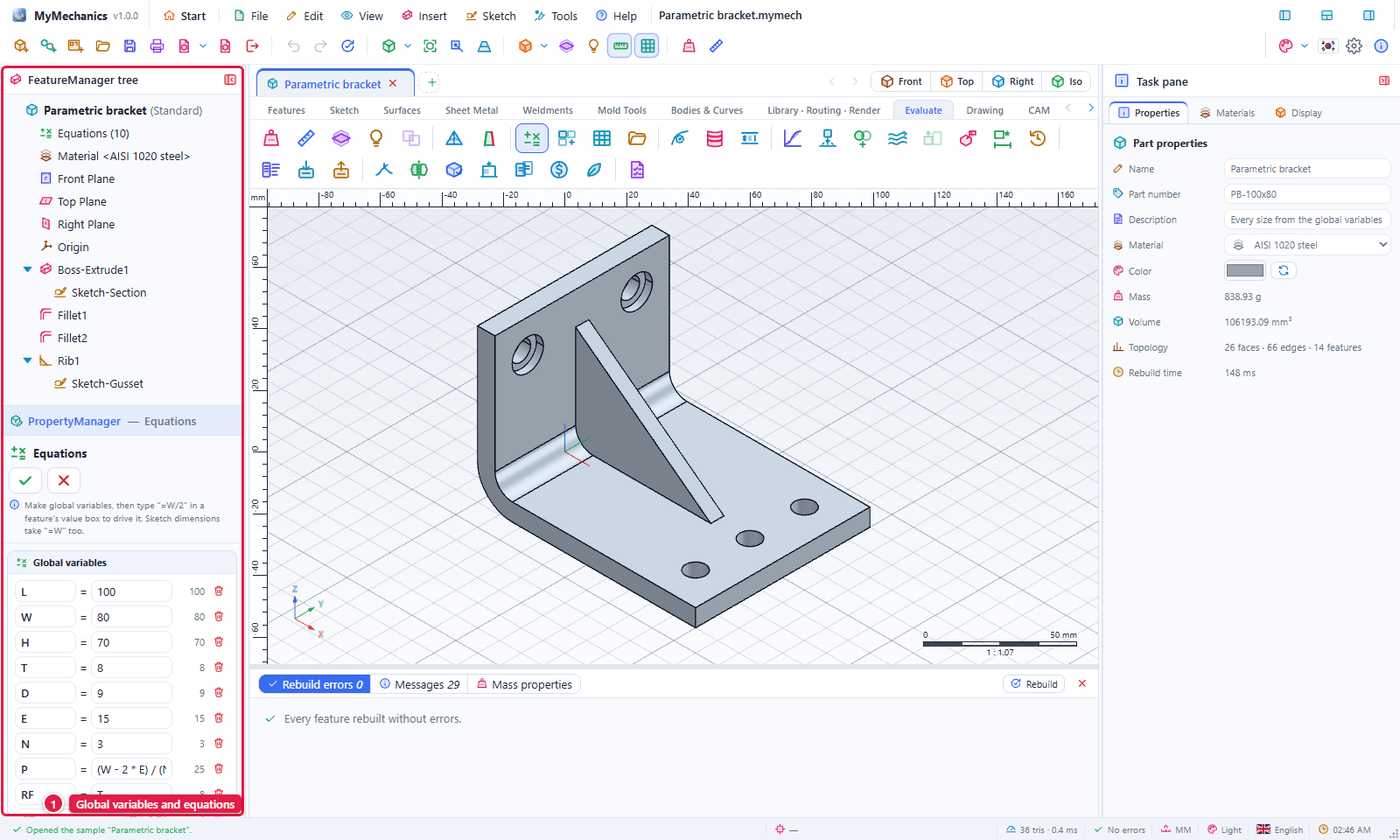 MyMechanics v1.0.0 Start File Edit View Insert Sketch Tools Help Parametric bracket.mymech
FeatureManager tree
Parametric bracket (Standard)
Equations (10)
Material <AISI 1020 steel>
Front Plane
Top Plane
Right Plane
Origin
Boss-Extrude1
Sketch-Section
Fillet1
Fillet2
Rib1
Sketch-Gusset
PropertyManager — Equations
Equations
Make global variables, then type "=W/2" in a
feature's value box to drive it. Sketch dimensions
take "=W" too.
Global variables
L = 100 100
W = 80 80
H = 70 70
T = 8 8
D = 9 9
E = 15 15
N = 3 3
P = (W - 2 * E) / (N 25
RF
1 Global variables and equations
Parametric bracket
Front Top Right Iso
Features Sketch Surfaces Sheet Metal Weldments Mold Tools Bodies & Curves Library · Routing · Render Evaluate Drawing CAM
mm -80 -60 -40 -20 0 20 40 60 80 100 120 140 160
60
40
20
0
-20
-40
-60
Z
Y
X
0 50 mm
1 : 1.07
Rebuild errors 0 Messages 29 Mass properties Rebuild
Every feature rebuilt without errors.
Task pane
Properties Materials Display
Part properties
Name Parametric bracket
Part number PB-100x80
Description Every size from the global variables
Material AISI 1020 steel
Color
Mass 838.93 g
Volume 106193.09 mm³
Topology 26 faces · 66 edges · 14 features
Rebuild time 148 ms
Opened the sample "Parametric bracket". — 36 tris · 0.4 ms No errors MM Light English 02:46 AM